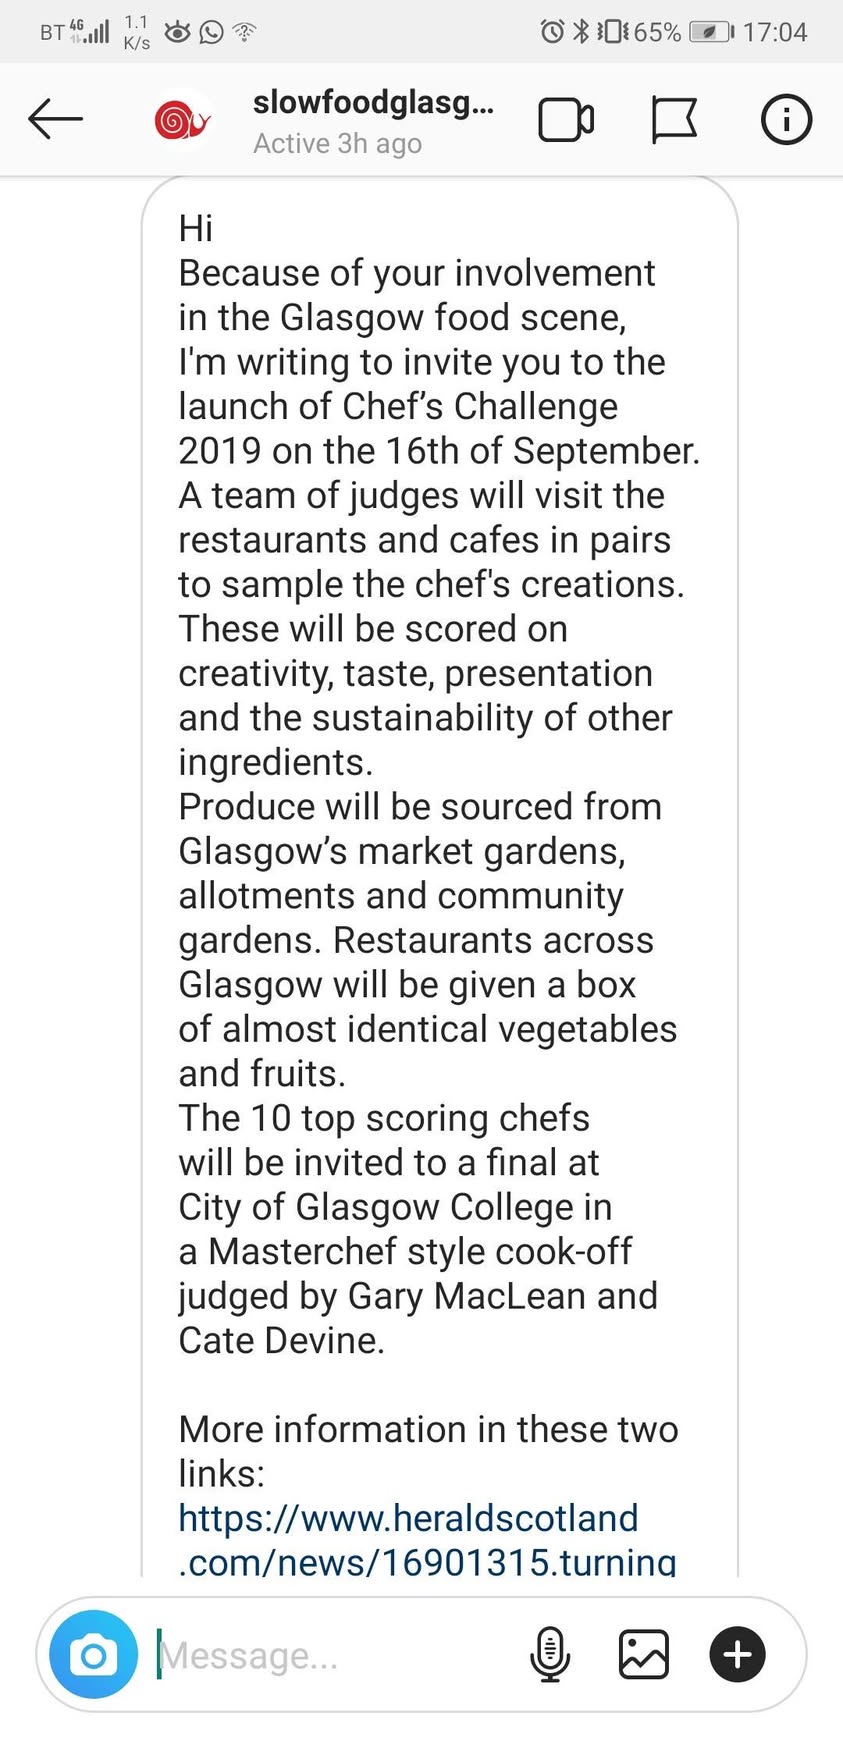 BT 4G 1.1 K/s 65% 17:04
slowfoodglasg...
Active 3h ago
Hi
Because of your involvement
in the Glasgow food scene,
I'm writing to invite you to the
launch of Chef’s Challenge
2019 on the 16th of September.
A team of judges will visit the
restaurants and cafes in pairs
to sample the chef's creations.
These will be scored on
creativity, taste, presentation
and the sustainability of other
ingredients.
Produce will be sourced from
Glasgow’s market gardens,
allotments and community
gardens. Restaurants across
Glasgow will be given a box
of almost identical vegetables
and fruits.
The 10 top scoring chefs
will be invited to a final at
City of Glasgow College in
a Masterchef style cook-off
judged by Gary MacLean and
Cate Devine.
More information in these two
links:
https://www.heraldscotland
.com/news/16901315.turning
Message...